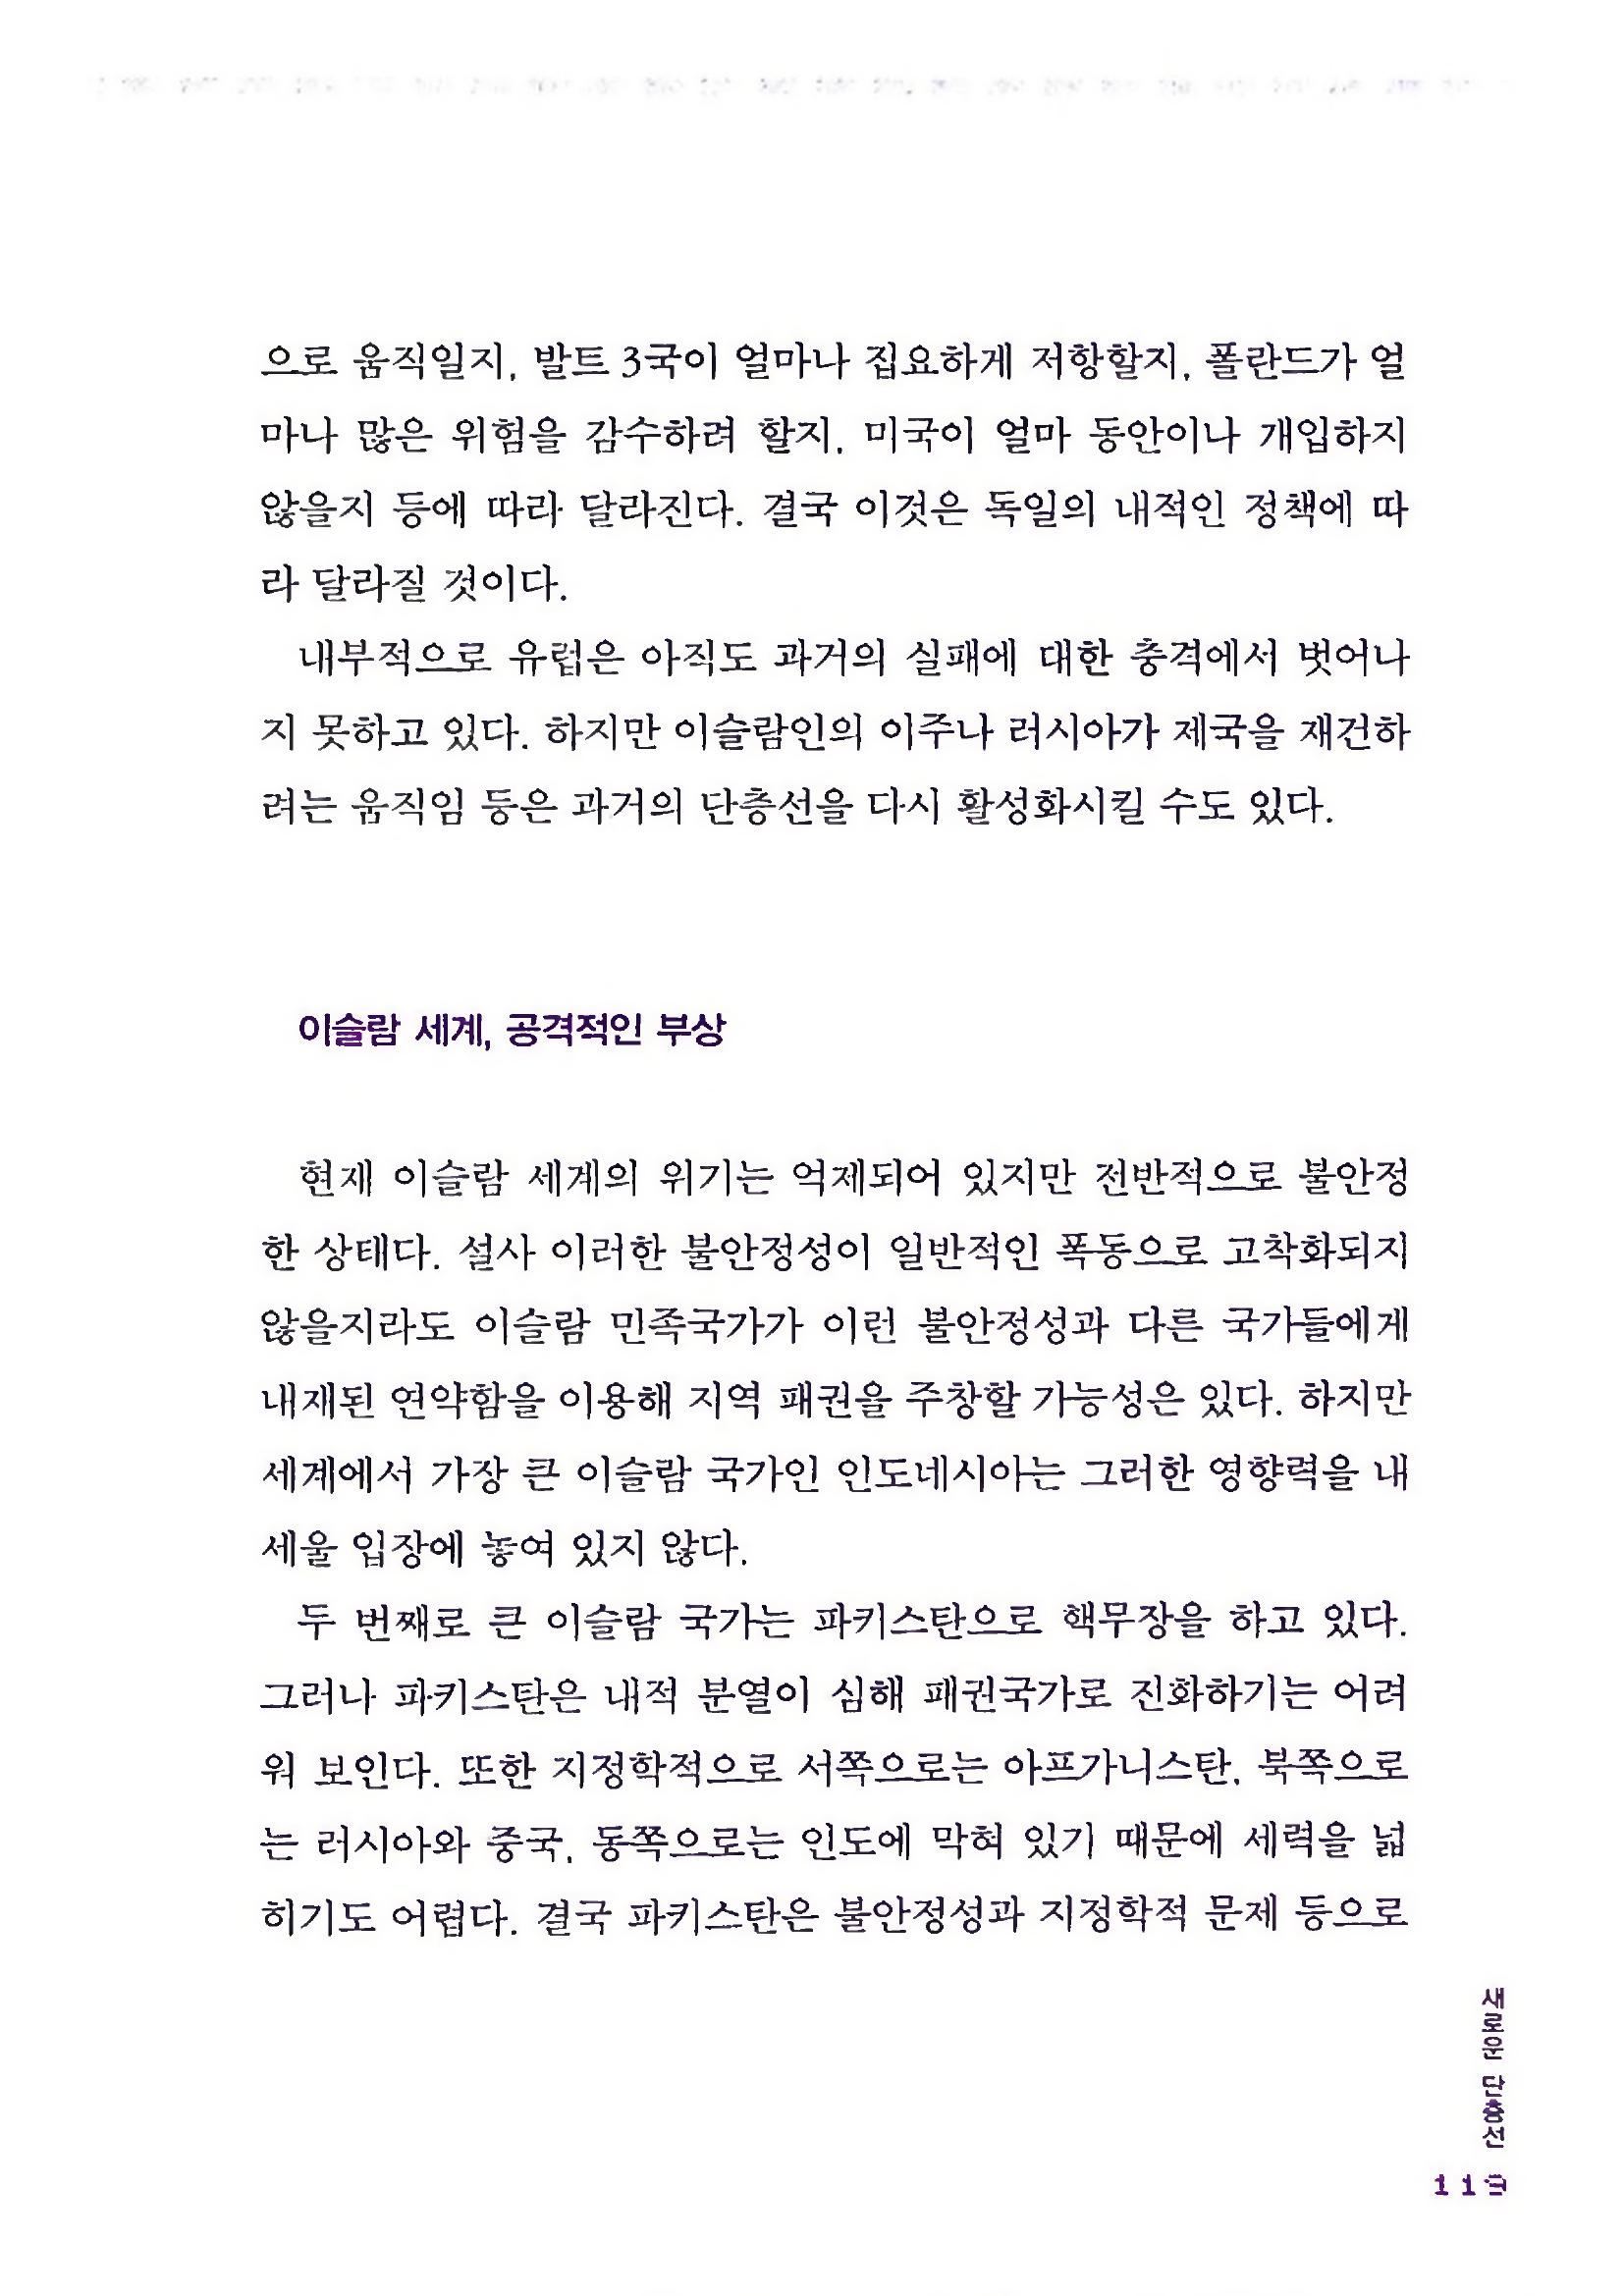 으로 움직일지, 발트 3국이 얼마나 집요하게 저항할지, 폴란드가 얼
마나 많은 위험을 감수하려 할지, 미국이 얼마 동안이나 개입하지
않을지 등에 따라 달라진다. 결국 이것은 독일의 내적인 정책에 따
라 달라질 것이다.
내부적으로 유럽은 아직도 과거의 실패에 대한 충격에서 벗어나
지 못하고 있다. 하지만 이슬람인의 이주나 러시아가 제국을 재건하
려는 움직임 등은 과거의 단층선을 다시 활성화시킬 수도 있다.
이슬람 세계, 공격적인 부상
현재 이슬람 세계의 위기는 억제되어 있지만 전반적으로 불안정
한 상태다. 설사 이러한 불안정성이 일반적인 폭동으로 고착화되지
않을지라도 이슬람 민족국가가 이런 불안정성과 다른 국가들에게
내재된 연약함을 이용해 지역 패권을 주창할 가능성은 있다. 하지만
세계에서 가장 큰 이슬람 국가인 인도네시아는 그러한 영향력을 내
세울 입장에 놓여 있지 않다.
두 번째로 큰 이슬람 국가는 파키스탄으로 핵무장을 하고 있다.
그러나 파키스탄은 내적 분열이 심해 패권국가로 진화하기는 어려
워 보인다. 또한 지정학적으로 서쪽으로는 아프가니스탄, 북쪽으로
는 러시아와 중국, 동쪽으로는 인도에 막혀 있기 때문에 세력을 넓
히기도 어렵다. 결국 파키스탄은 불안정성과 지정학적 문제 등으로
새로운 단층선